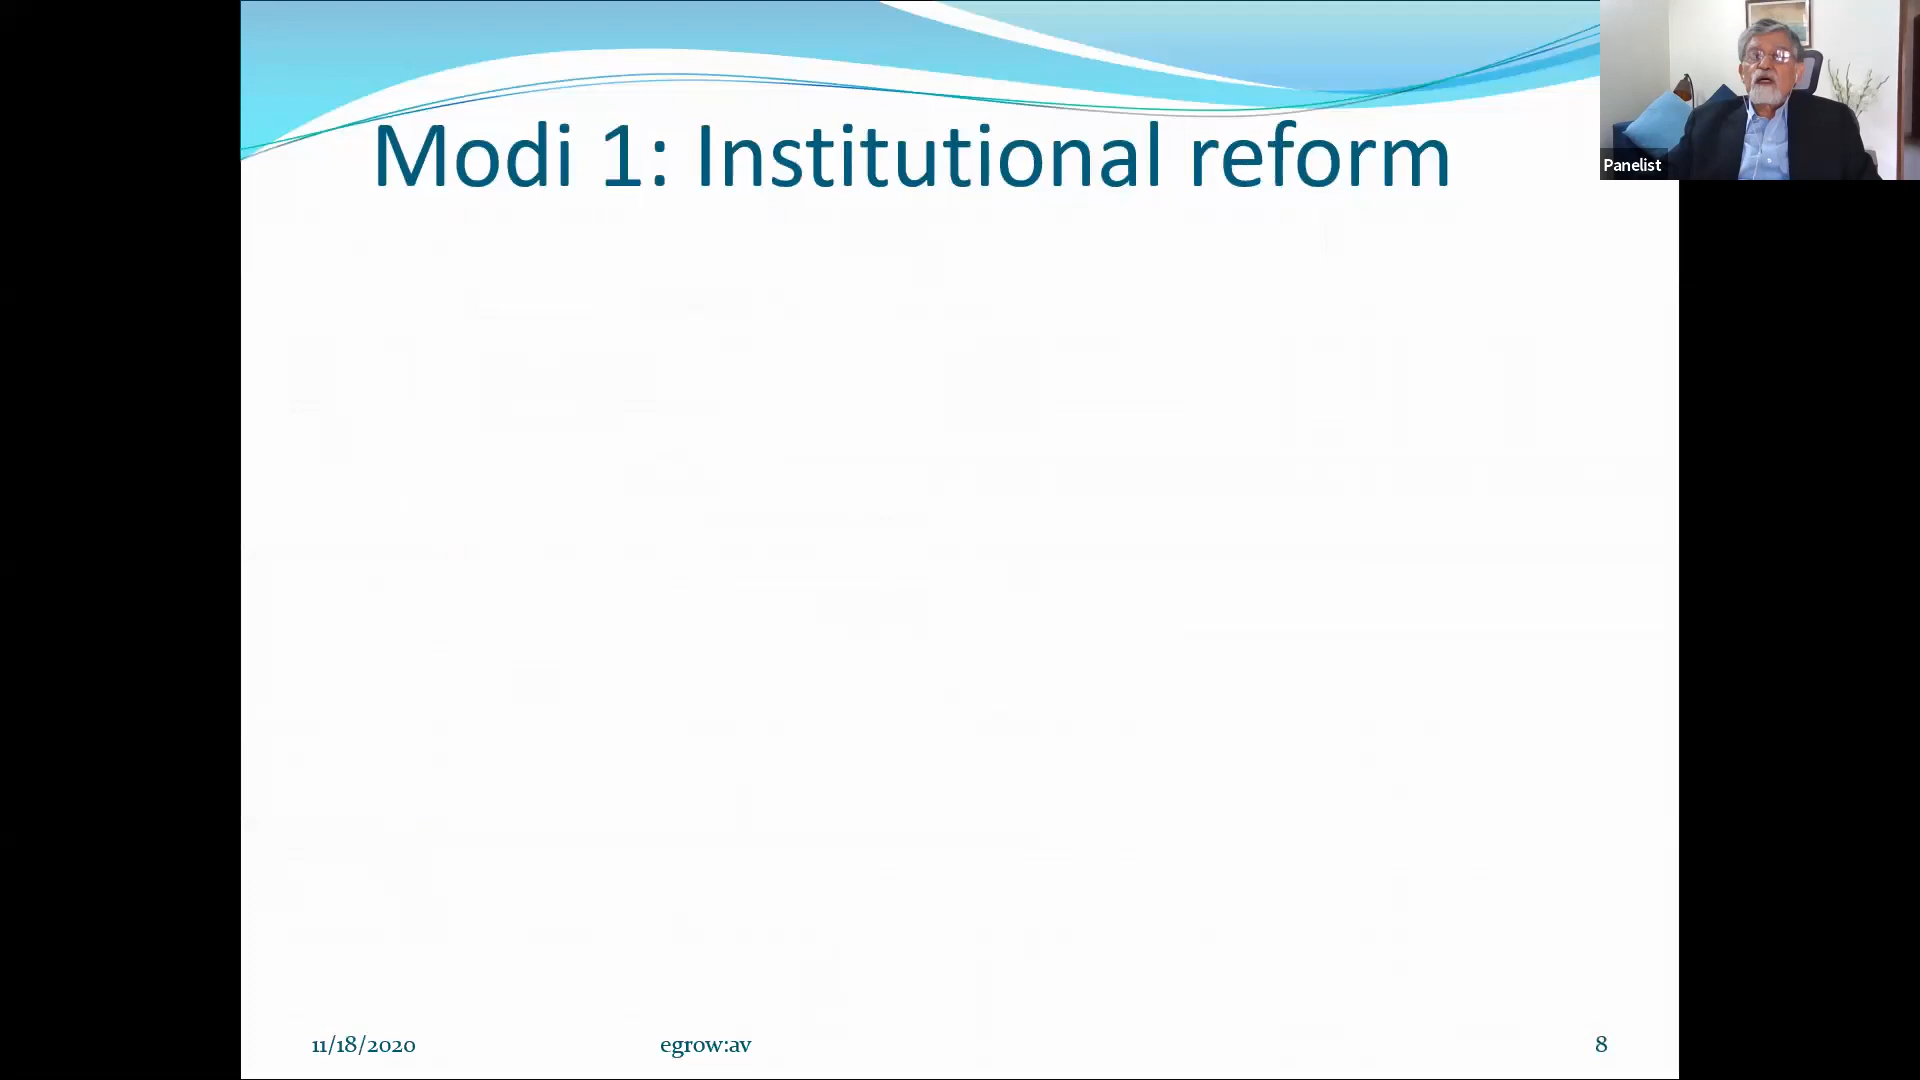 Modi 1: Institutional reform
Panelist
11/18/2020 egrow:av 8